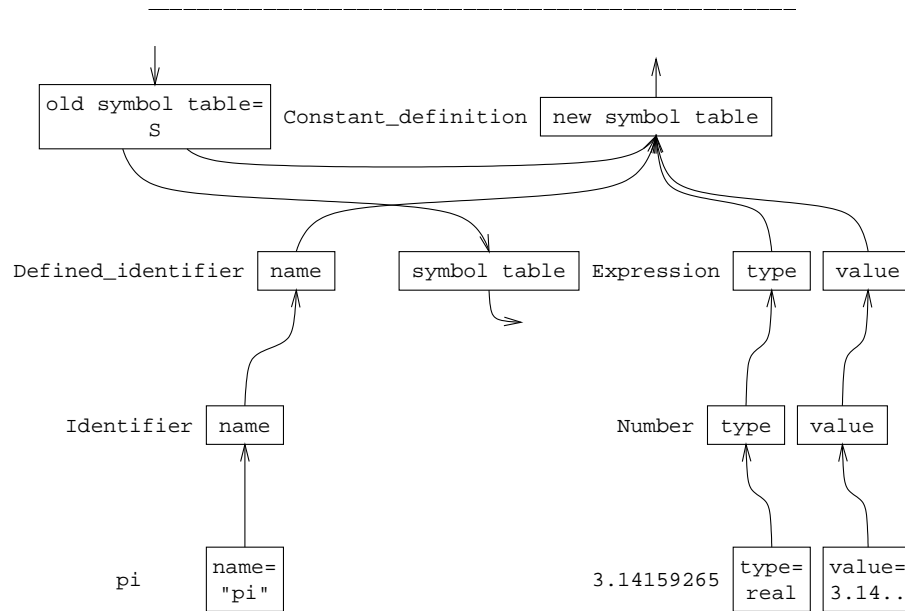 old symbol table=
S
Constant_definition
new symbol table
Defined_identifier
name
symbol table
Expression
type
value
Identifier
name
Number
type
value
pi
name=
"pi"
3.14159265
type=
real
value=
3.14..